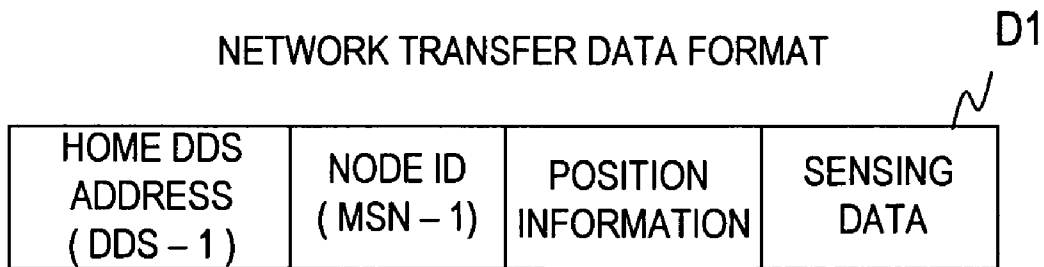 NETWORK TRANSFER DATA FORMAT
D1
HOME DDS
ADDRESS
( DDS – 1 )
NODE ID
( MSN – 1)
POSITION
INFORMATION
SENSING
DATA